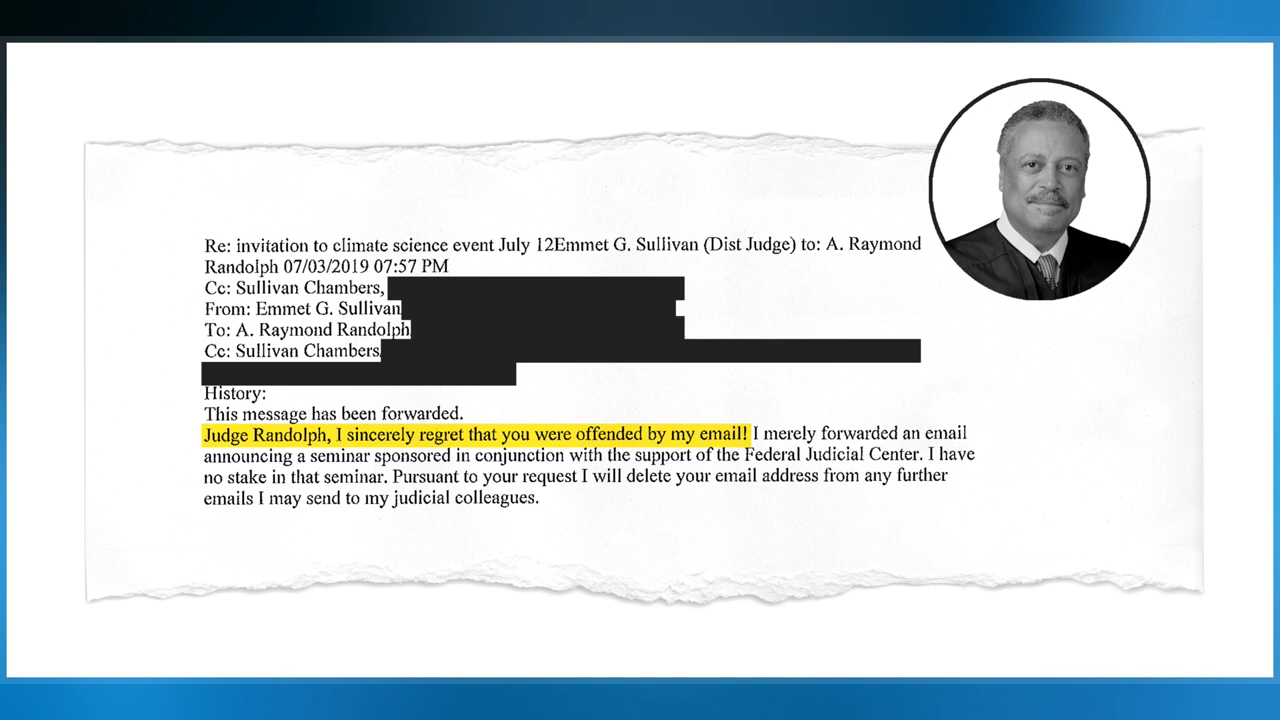 Re: invitation to climate science event July 12Emmet G. Sullivan (Dist Judge) to: A. Raymond
Randolph 07/03/2019 07:57 PM
Cc: Sullivan Chambers,
From: Emmet G. Sullivan
To: A. Raymond Randolph
Cc: Sullivan Chambers,
History:
This message has been forwarded.
Judge Randolph, I sincerely regret that you were offended by my email! I merely forwarded an email
announcing a seminar sponsored in conjunction with the support of the Federal Judicial Center. I have
no stake in that seminar. Pursuant to your request I will delete your email address from any further
emails I may send to my judicial colleagues.